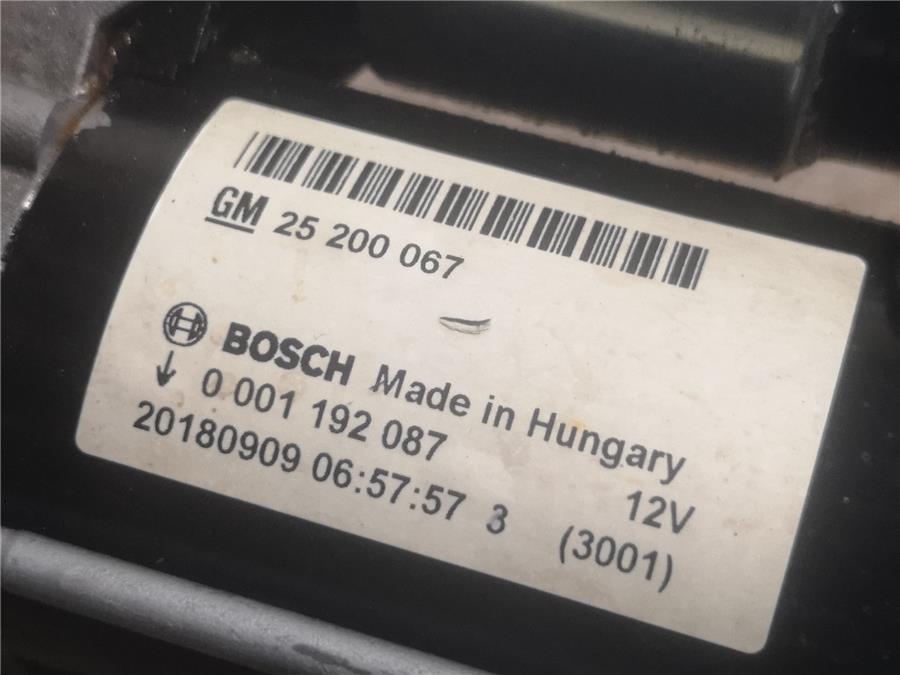 GM 25 200 067
BOSCH Made in Hungary
0 001 192 087 12V
20180909 06:57:57 3 (3001)